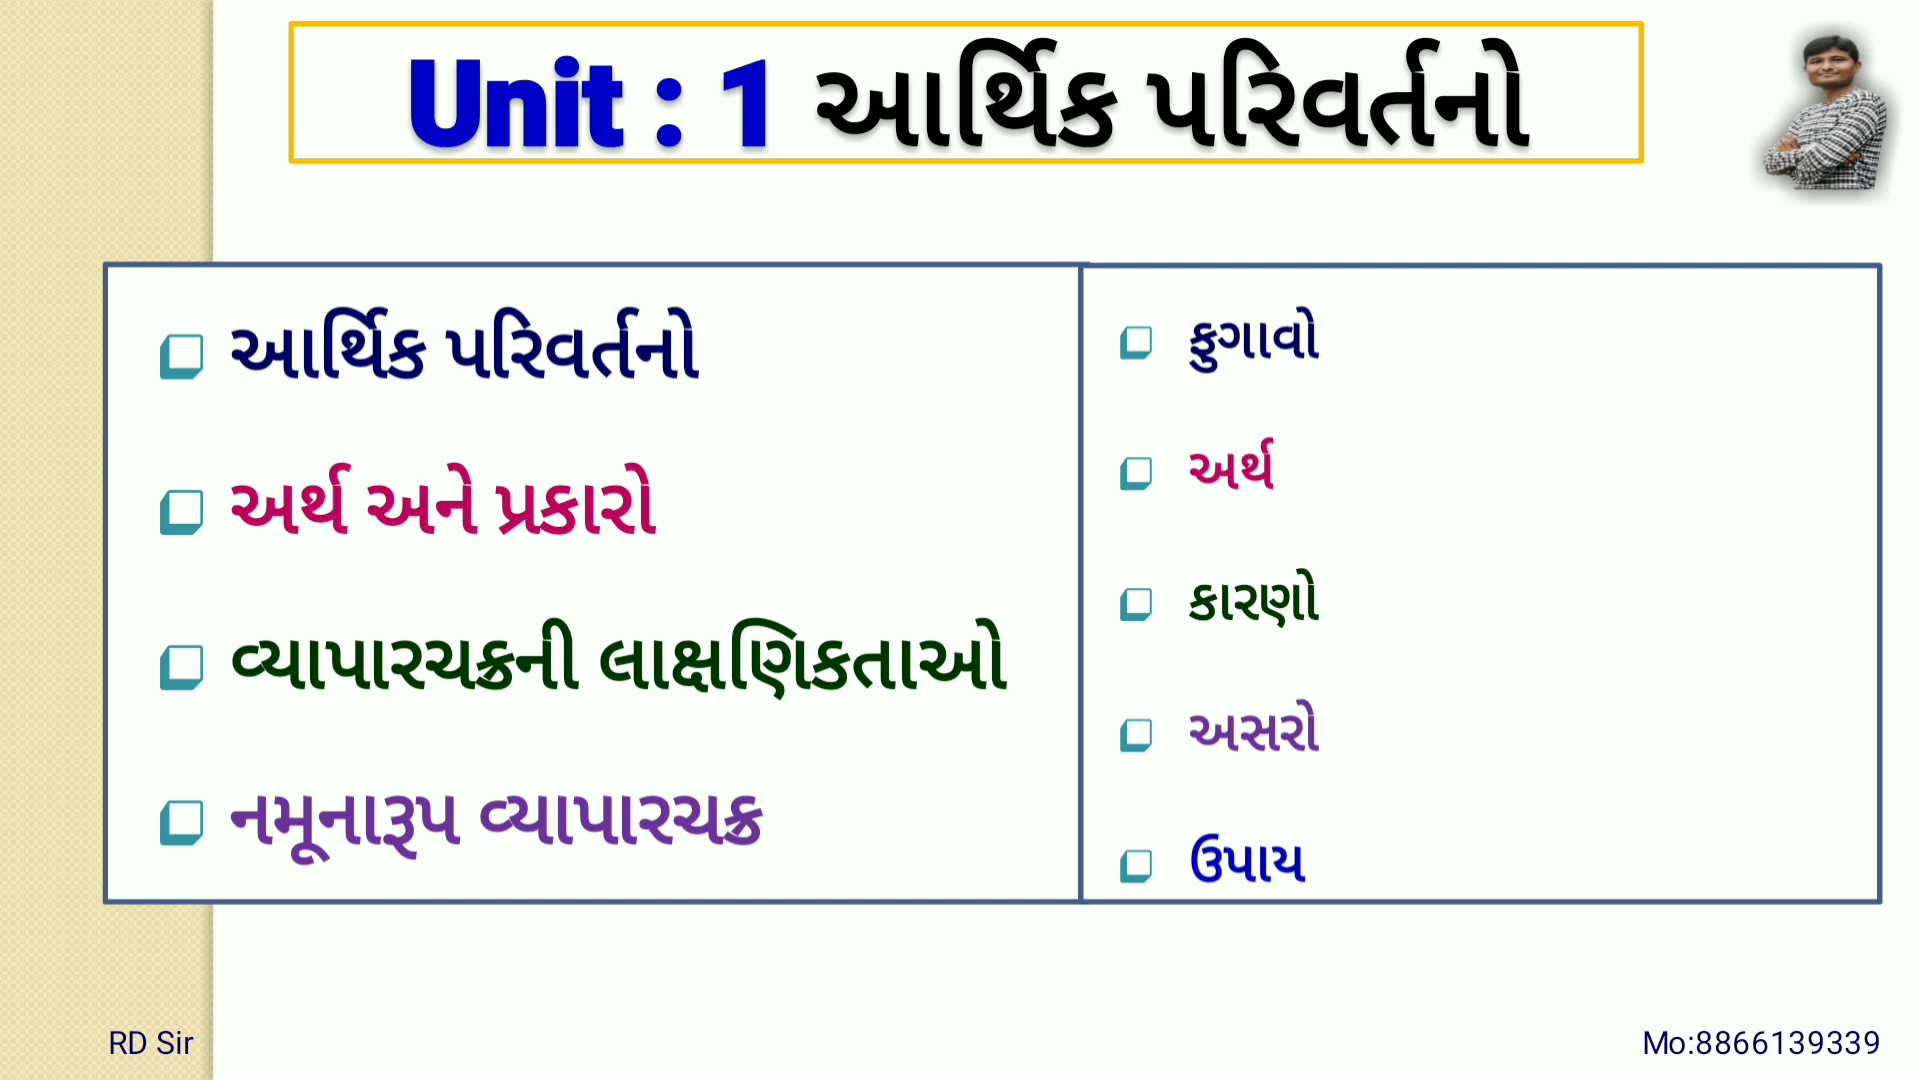 Unit : 1 આર્થિક પરિવર્તનો
આર્થિક પરિવર્તનો
અર્થ અને પ્રકારો
વ્યાપારચક્રની લાક્ષણિકતાઓ
નમૂનારૂપ વ્યાપારચક્ર
ફુગાવો
અર્થ
કારણો
અસરો
ઉપાય
RD Sir
Mo:8866139339